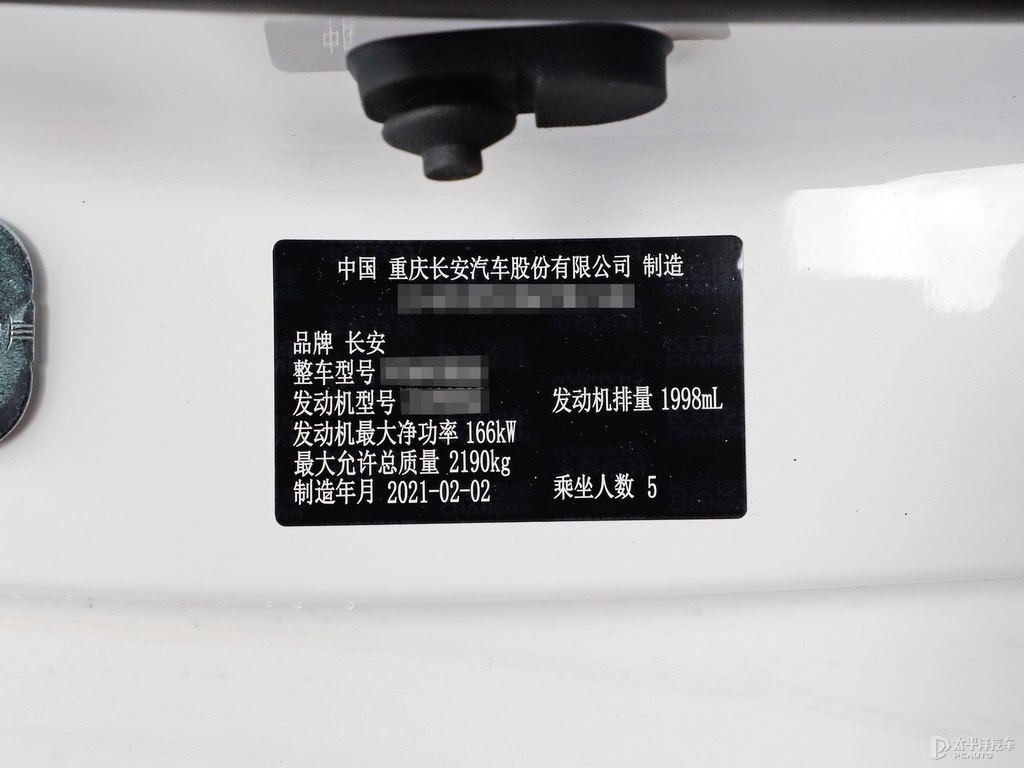 中国 重庆长安汽车股份有限公司 制造
品牌 长安
整车型号
发动机型号 发动机排量 1998mL
发动机最大净功率 166kW
最大允许总质量 2190kg
制造年月 2021-02-02 乘坐人数 5
太平洋汽车
PCAUTO